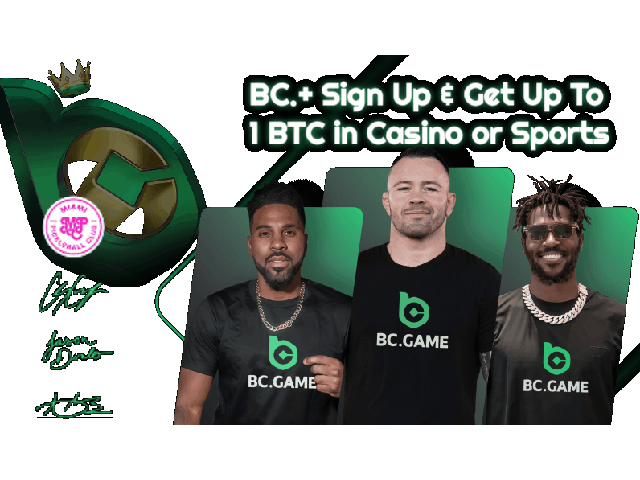 BC.+ Sign Up & Get Up To
1 BTC in Casino or Sports
MIAMI
PICKLEBALL CLUB
BC.GAME
BC.GAME
BC.GAME